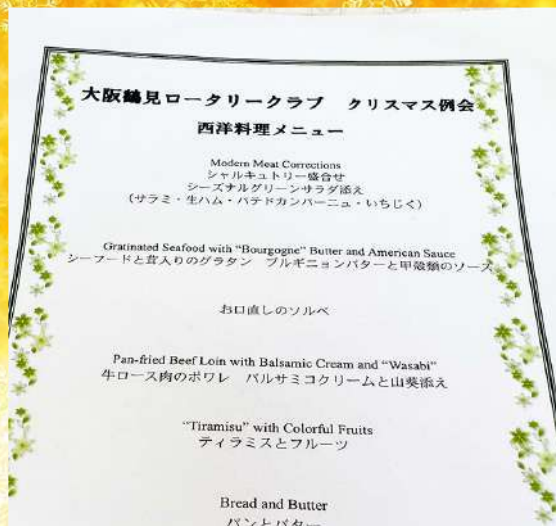 大阪鶴見ロータリークラブ　クリスマス例会
西洋料理メニュー
Modern Meat Corrections
シャルキュトリー盛合せ
シーズナルグリーンサラダ添え
(サラミ・生ハム・パテドカンパーニュ・いちじく)
Gratinated Seafood with "Bourgogne" Butter and American Sauce
シーフードと茸入りのグラタン　ブルギニョンバターと甲殻類のソース
お口直しのソルベ
Pan-fried Beef Loin with Balsamic Cream and "Wasabi"
牛ロース肉のポワレ　バルサミコクリームと山葵添え
"Tiramisu" with Colorful Fruits
ティラミスとフルーツ
Bread and Butter
パンとバター